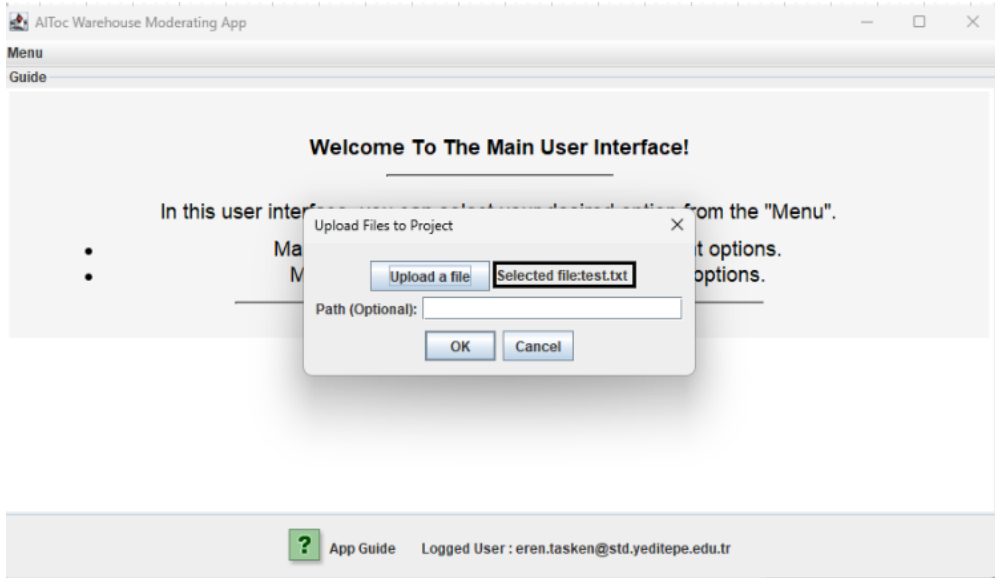 AIToc Warehouse Moderating App
Menu
Guide
Welcome To The Main User Interface!
In this user inter from the "Menu".
Ma t options.
M options.
Upload Files to Project
Upload a file Selected file:test.txt
Path (Optional):
OK Cancel
? App Guide Logged User : eren.tasken@std.yeditepe.edu.tr